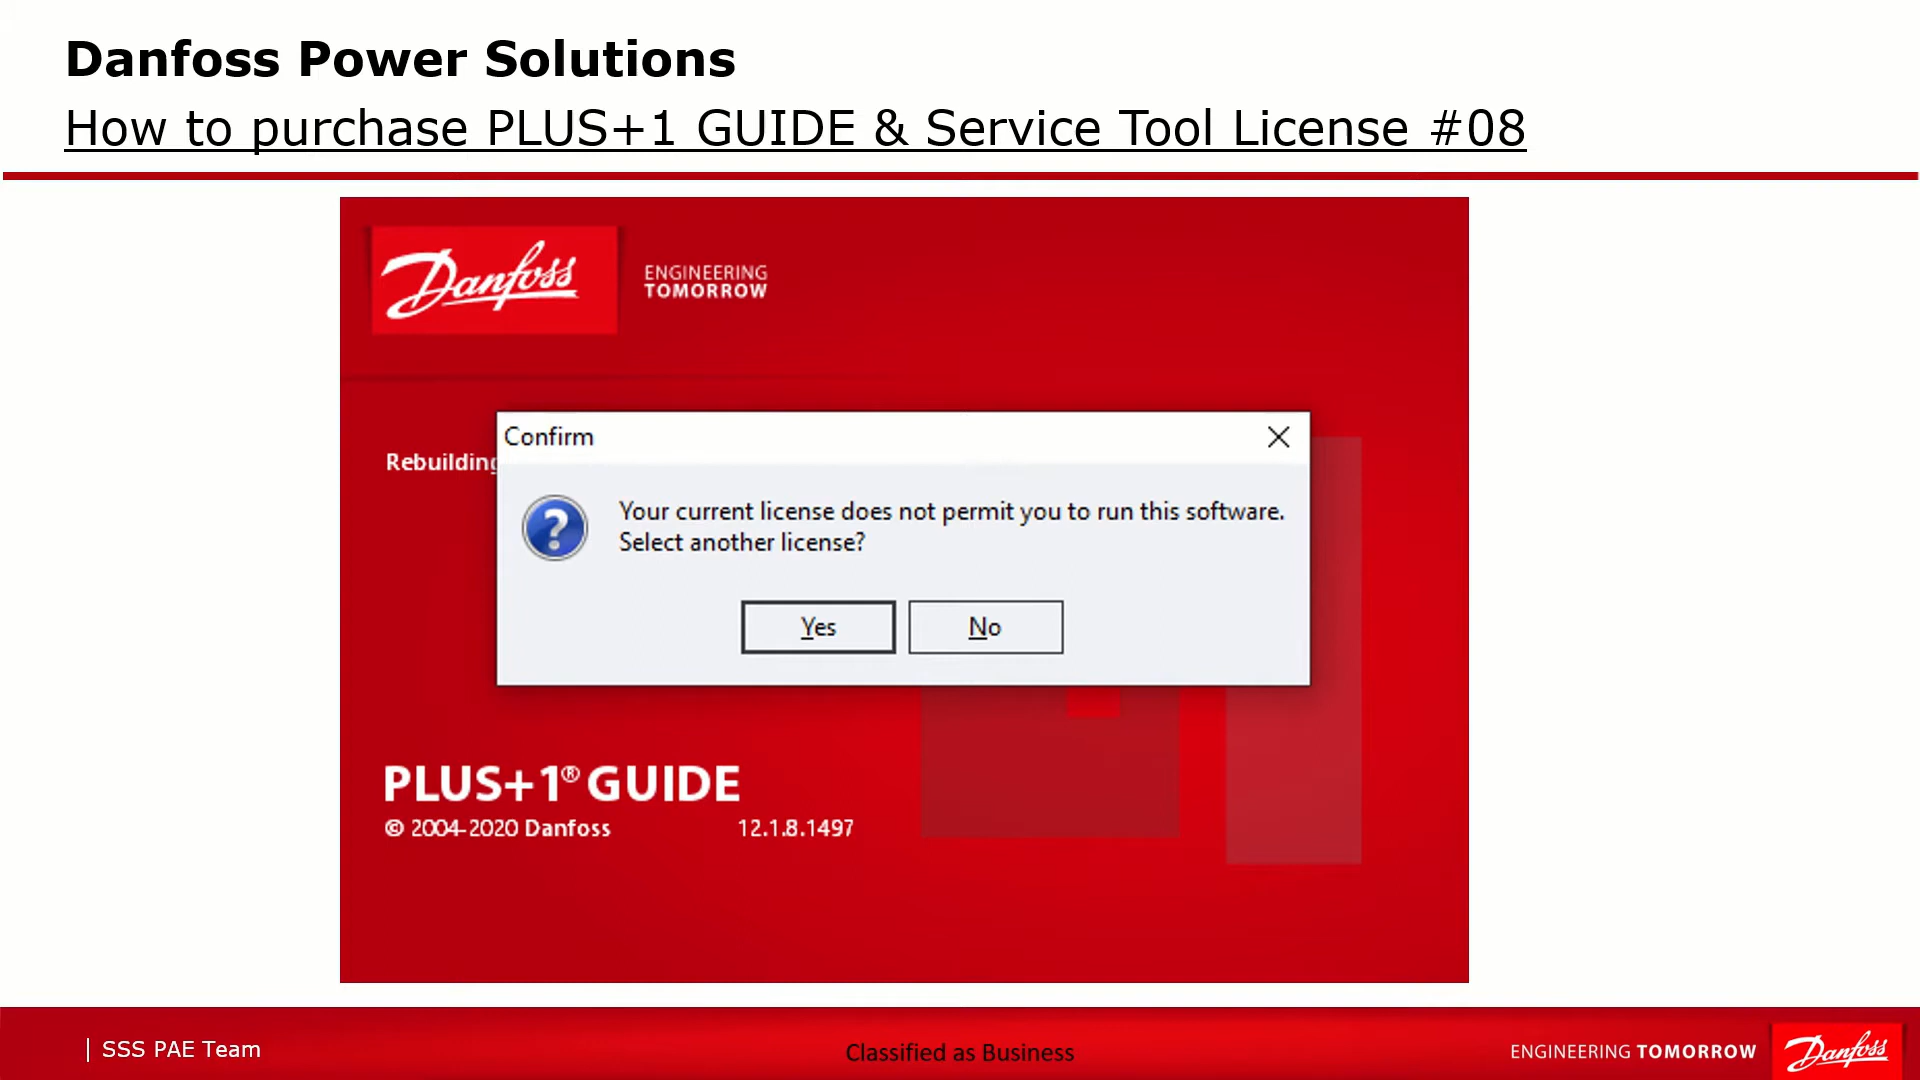 Danfoss Power Solutions
How to purchase PLUS+1 GUIDE & Service Tool License #08
Danfoss
ENGINEERING
TOMORROW
Confirm
Rebuilding
Your current license does not permit you to run this software.
Select another license?
Yes
No
PLUS+1® GUIDE
© 2004-2020 Danfoss 12.1.8.1497
| SSS PAE Team
Classified as Business
ENGINEERING TOMORROW
Danfoss